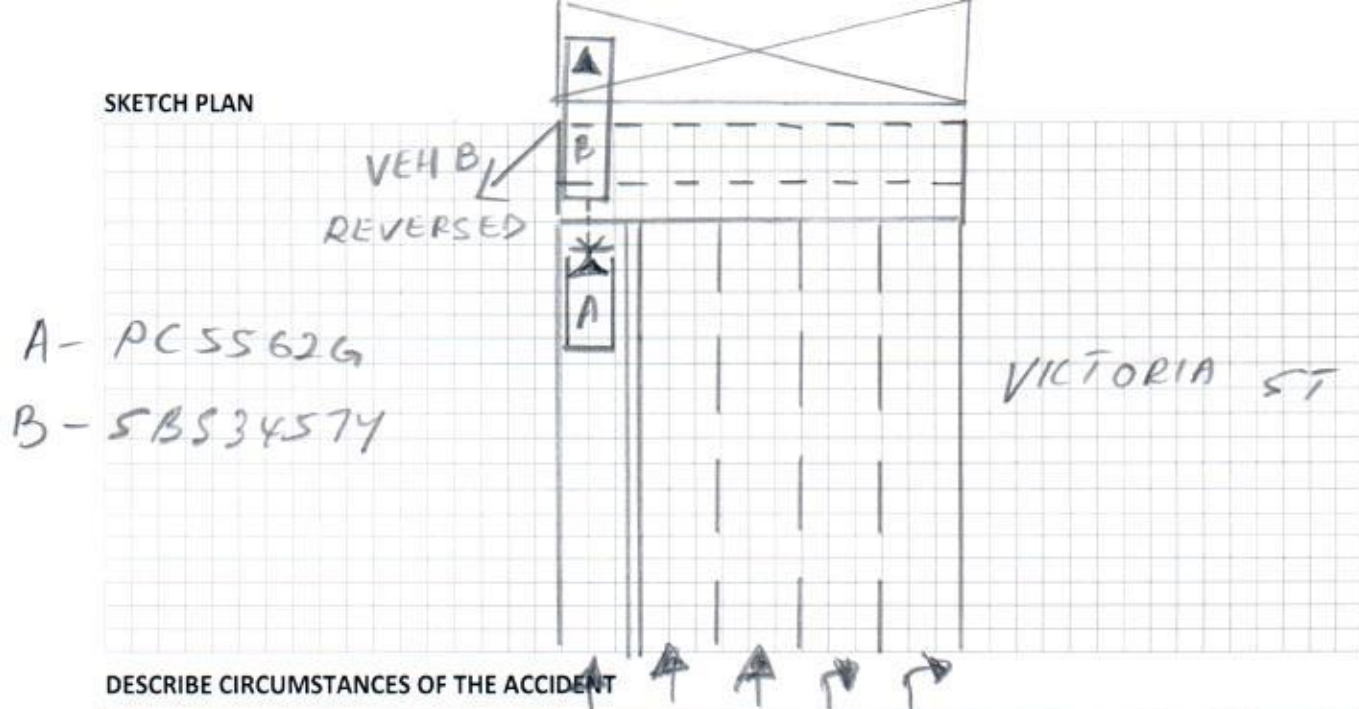 SKETCH PLAN
VEH B
REVERSED
B
A
A- PC5562G
B- SBS3457Y
VICTORIA ST
DESCRIBE CIRCUMSTANCES OF THE ACCIDENT